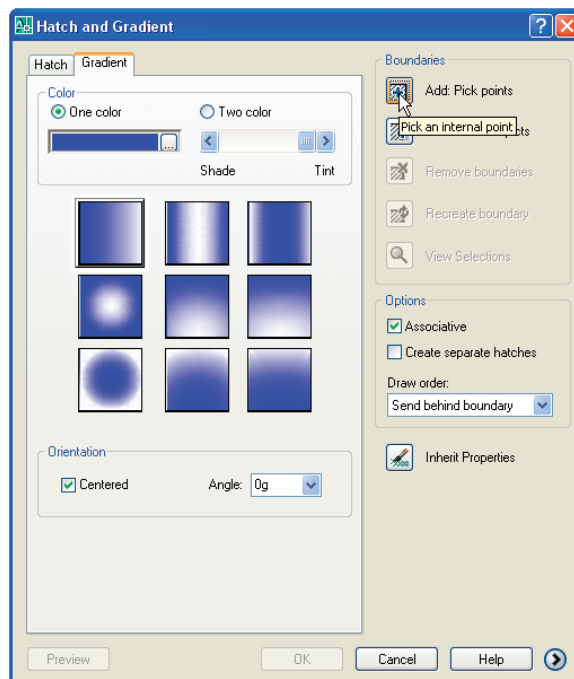 Hatch and Gradient
Hatch
Gradient
Color
One color
Two color
...
Shade
Tint
Orientation
Centered
Angle: 0g
Boundaries
Add: Pick points
Pick an internal point
Remove boundaries
Recreate boundary
View Selections
Options
Associative
Create separate hatches
Draw order:
Send behind boundary
Inherit Properties
Preview
OK
Cancel
Help